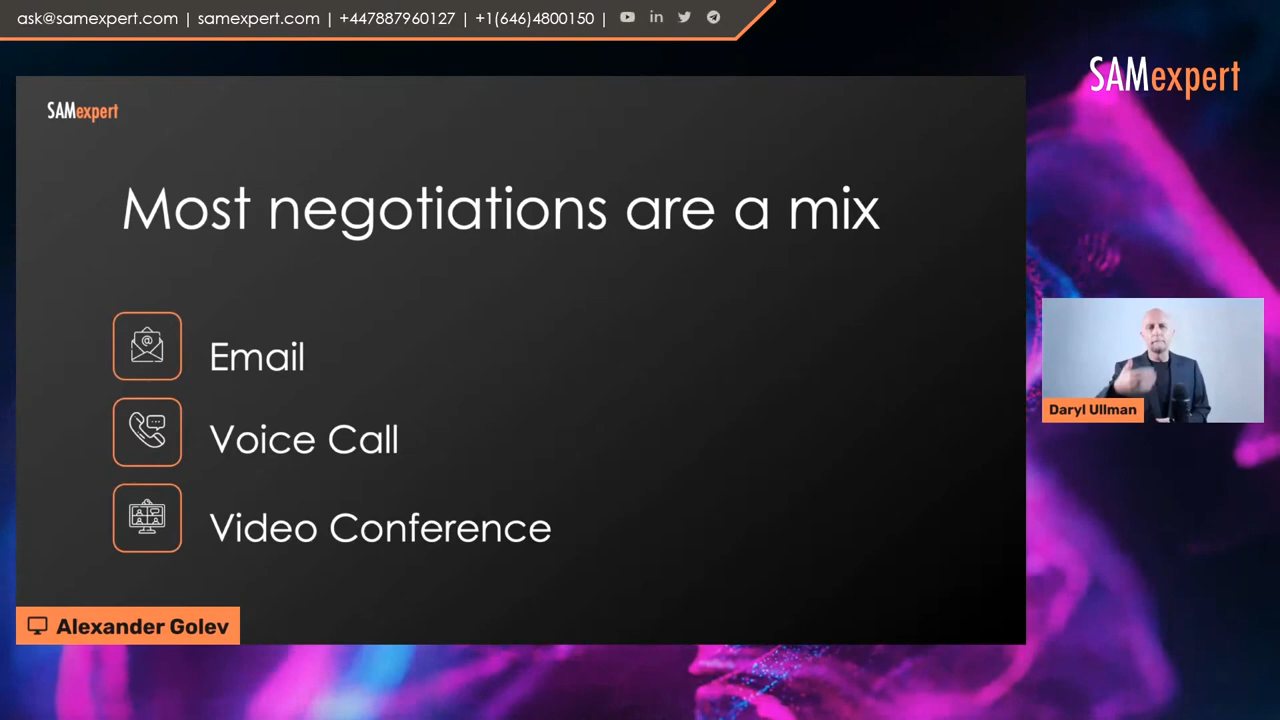 ask@samexpert.com | samexpert.com | +447887960127 | +1(646)4800150 |
SAMexpert
SAMexpert
Most negotiations are a mix
@
Email
Voice Call
Video Conference
Daryl Ullman
Alexander Golev